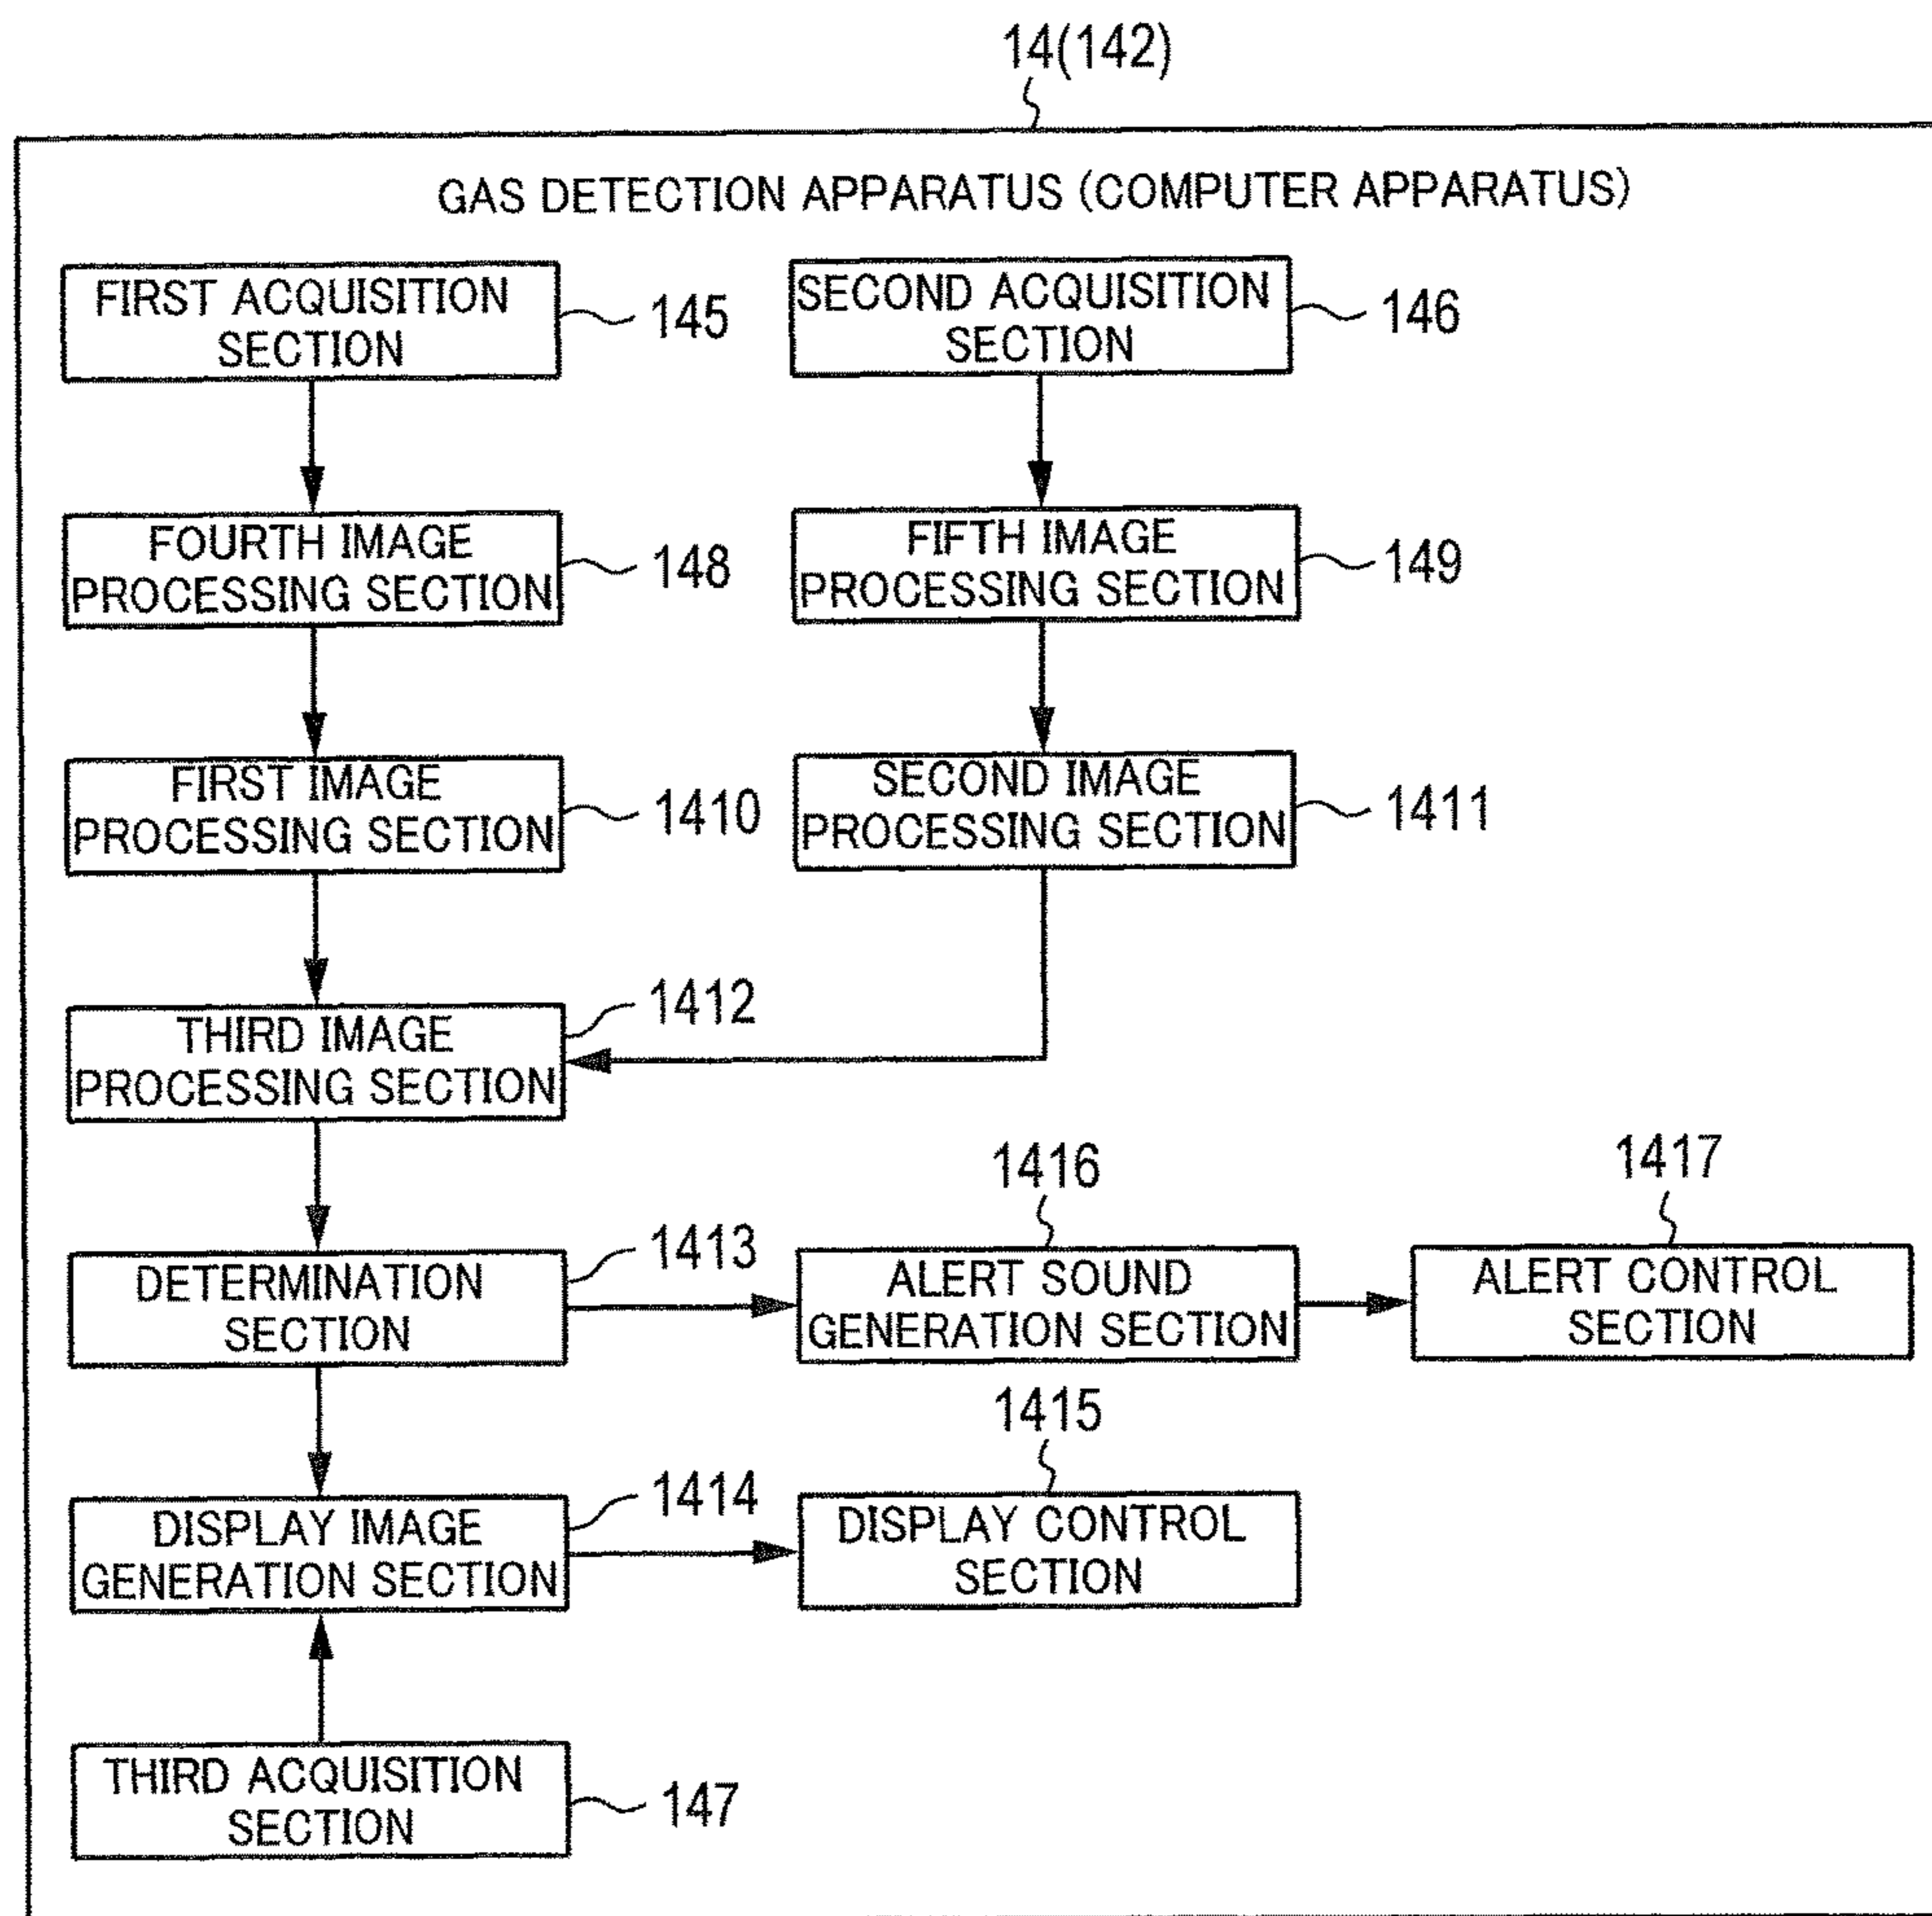 14(142)
GAS DETECTION APPARATUS (COMPUTER APPARATUS)
FIRST ACQUISITION
SECTION
145
SECOND ACQUISITION
SECTION
146
FOURTH IMAGE
PROCESSING SECTION
148
FIFTH IMAGE
PROCESSING SECTION
149
FIRST IMAGE
PROCESSING SECTION
1410
SECOND IMAGE
PROCESSING SECTION
1411
THIRD IMAGE
PROCESSING SECTION
1412
DETERMINATION
SECTION
1413
1416
ALERT SOUND
GENERATION SECTION
1417
ALERT CONTROL
SECTION
DISPLAY IMAGE
GENERATION SECTION
1414
1415
DISPLAY CONTROL
SECTION
THIRD ACQUISITION
SECTION
147